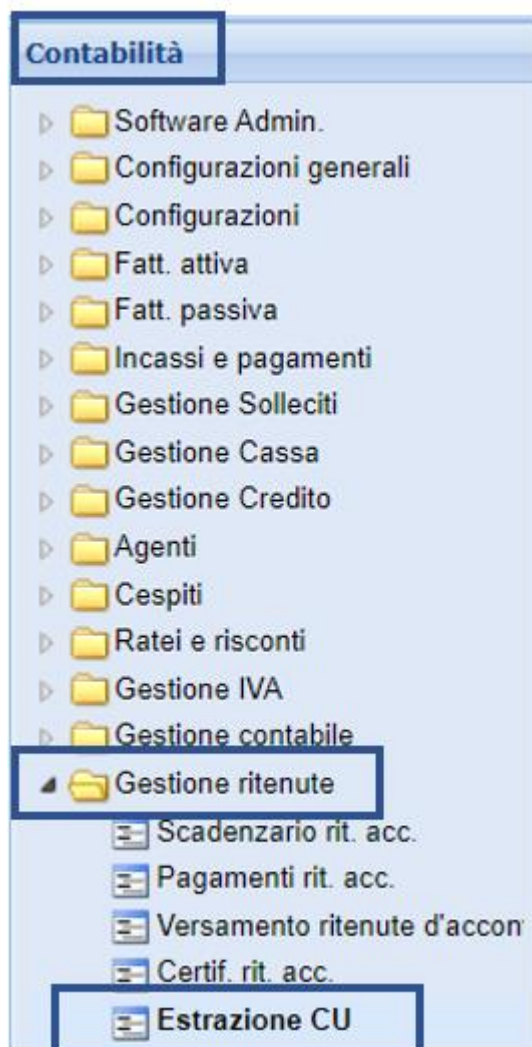 Contabilità
Software Admin.
Configurazioni generali
Configurazioni
Fatt. attiva
Fatt. passiva
Incassi e pagamenti
Gestione Solleciti
Gestione Cassa
Gestione Credito
Agenti
Cespiti
Ratei e risconti
Gestione IVA
Gestione contabile
Gestione ritenute
Scadenzario rit. acc.
Pagamenti rit. acc.
Versamento ritenute d'accon
Certif. rit. acc.
Estrazione CU